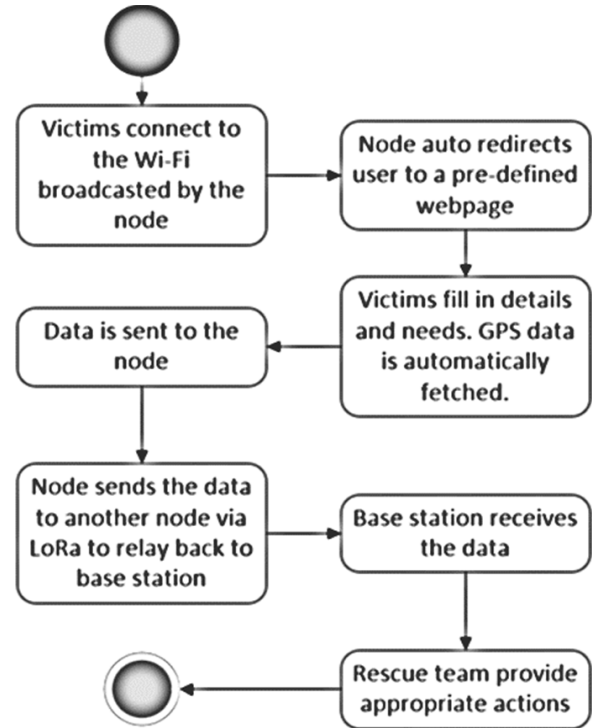 Victims connect to
the Wi-Fi
broadcasted by the
node
Node auto redirects
user to a pre-defined
webpage
Victims fill in details
and needs. GPS data
is automatically
fetched.
Data is sent to the
node
Node sends the data
to another node via
LoRa to relay back to
base station
Base station receives
the data
Rescue team provide
appropriate actions